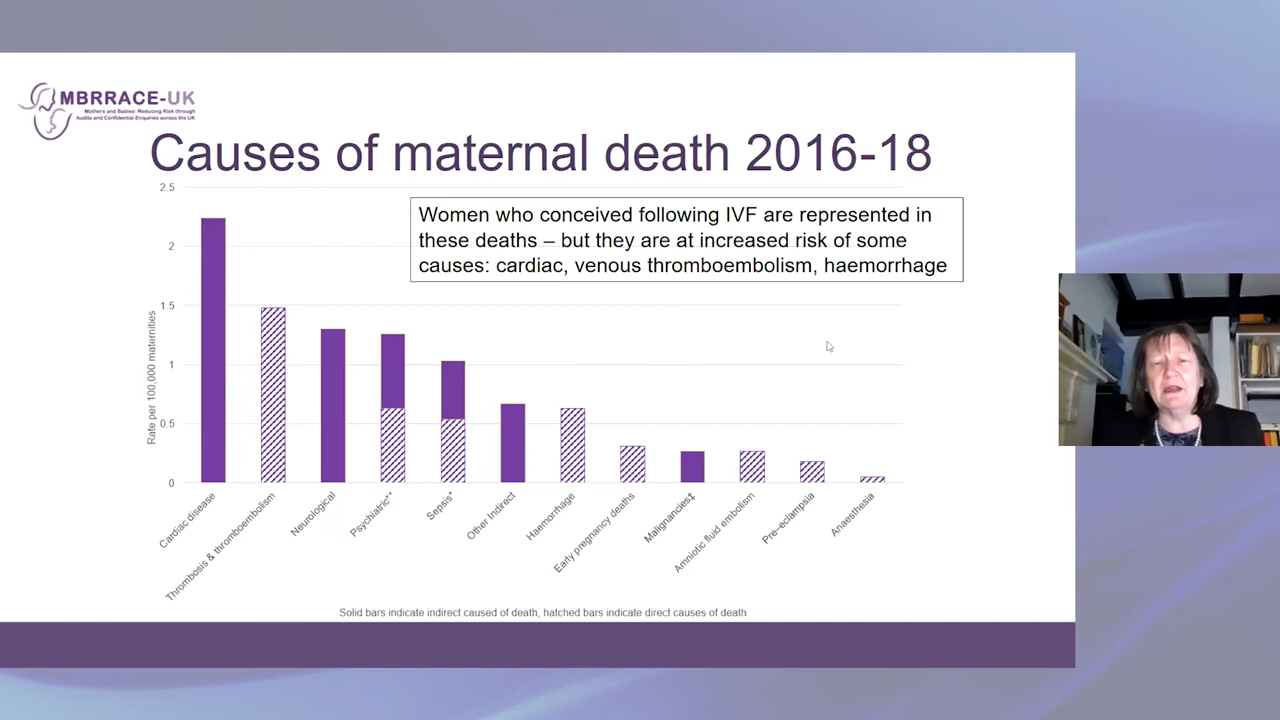 MBRRACE-UK
Mothers and Babies: Reducing Risk through
Audits and Confidential Enquiries across the UK
Causes of maternal death 2016-18
Women who conceived following IVF are represented in
these deaths – but they are at increased risk of some
causes: cardiac, venous thromboembolism, haemorrhage
Rate per 100,000 maternities
2.5
2
1.5
1
0.5
0
Cardiac disease
Thrombosis & thromboembolism
Neurological
Psychiatric**
Sepsis*
Other Indirect
Haemorrhage
Early pregnancy deaths
Malignancies‡
Amniotic fluid embolism
Pre-eclampsia
Anaesthesia
Solid bars indicate indirect caused of death, hatched bars indicate direct causes of death